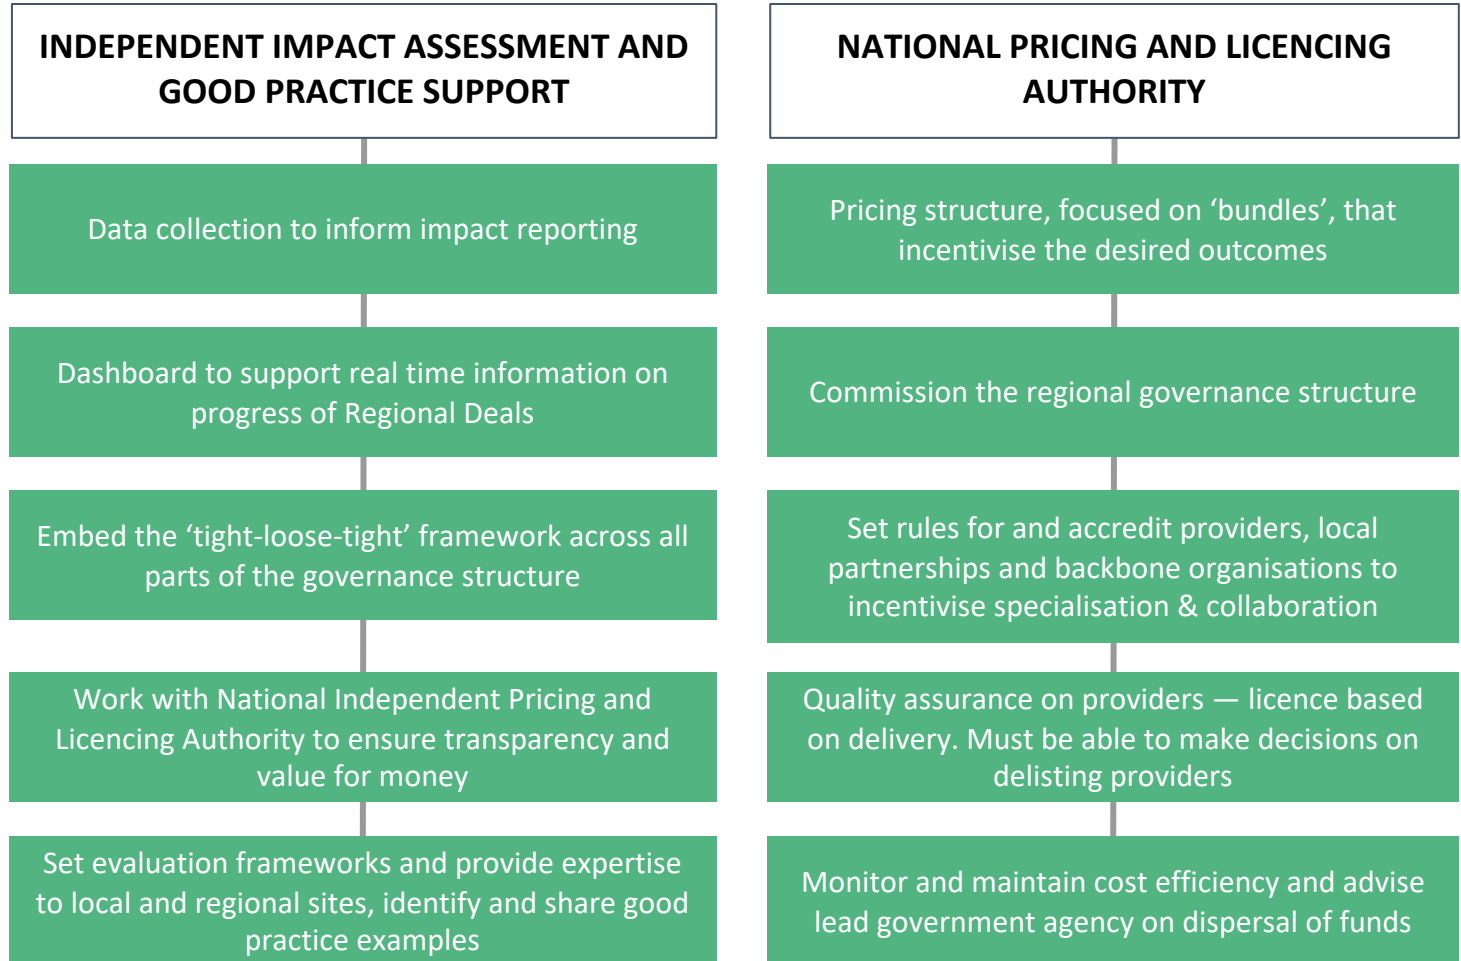 INDEPENDENT IMPACT ASSESSMENT AND
GOOD PRACTICE SUPPORT
Data collection to inform impact reporting
Dashboard to support real time information on
progress of Regional Deals
Embed the ‘tight-loose-tight’ framework across all
parts of the governance structure
Work with National Independent Pricing and
Licencing Authority to ensure transparency and
value for money
Set evaluation frameworks and provide expertise
to local and regional sites, identify and share good
practice examples
NATIONAL PRICING AND LICENCING
AUTHORITY
Pricing structure, focused on ‘bundles’, that
incentivise the desired outcomes
Commission the regional governance structure
Set rules for and accredit providers, local
partnerships and backbone organisations to
incentivise specialisation & collaboration
Quality assurance on providers — licence based
on delivery. Must be able to make decisions on
delisting providers
Monitor and maintain cost efficiency and advise
lead government agency on dispersal of funds